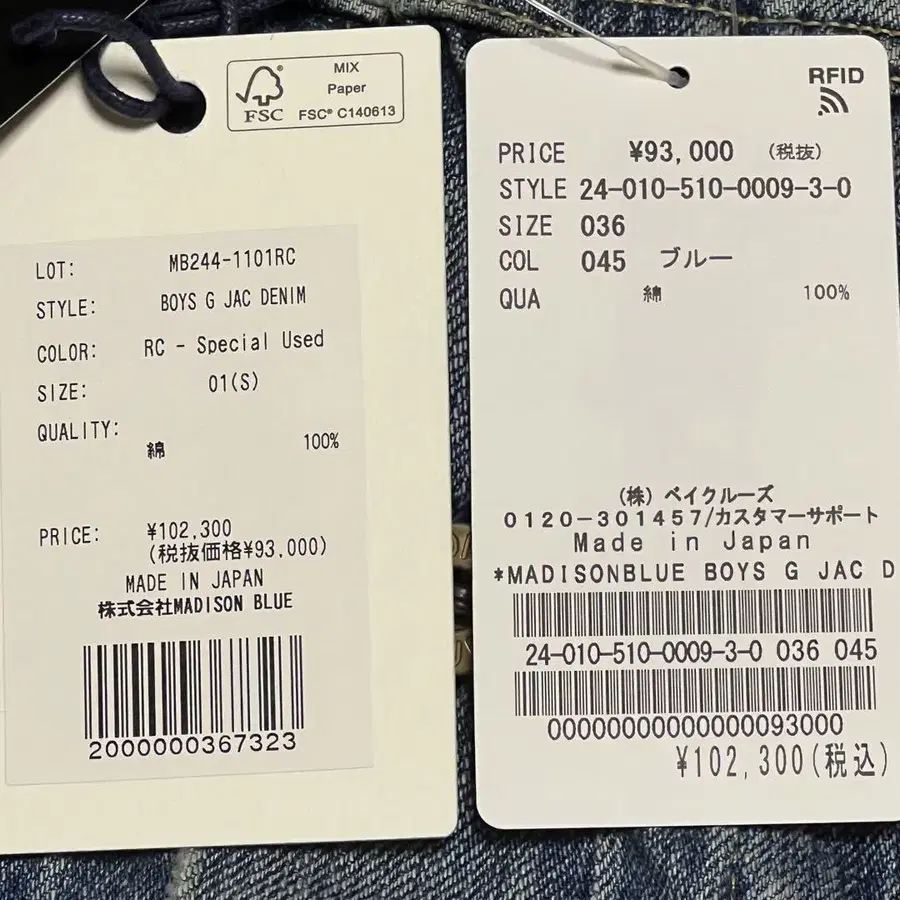 FSC®
MIX
Paper
FSC® C140613
LOT: MB244-1101RC
STYLE: BOYS G JAC DENIM
COLOR: RC - Special Used
SIZE: 01(S)
QUALITY:
綿 100%
PRICE: ¥102,300
(税抜価格¥93,000)
MADE IN JAPAN
株式会社MADISON BLUE
2000000367323
RFID
PRICE ¥93,000 (税抜)
STYLE 24-010-510-0009-3-0
SIZE 036
COL 045 ブルー
QUA 綿 100%
(株) ベイクルーズ
0120-301457/カスタマーサポート
Made in Japan
*MADISONBLUE BOYS G JAC D
24-010-510-0009-3-0 036 045
00000000000000093000
¥102,300(税込)